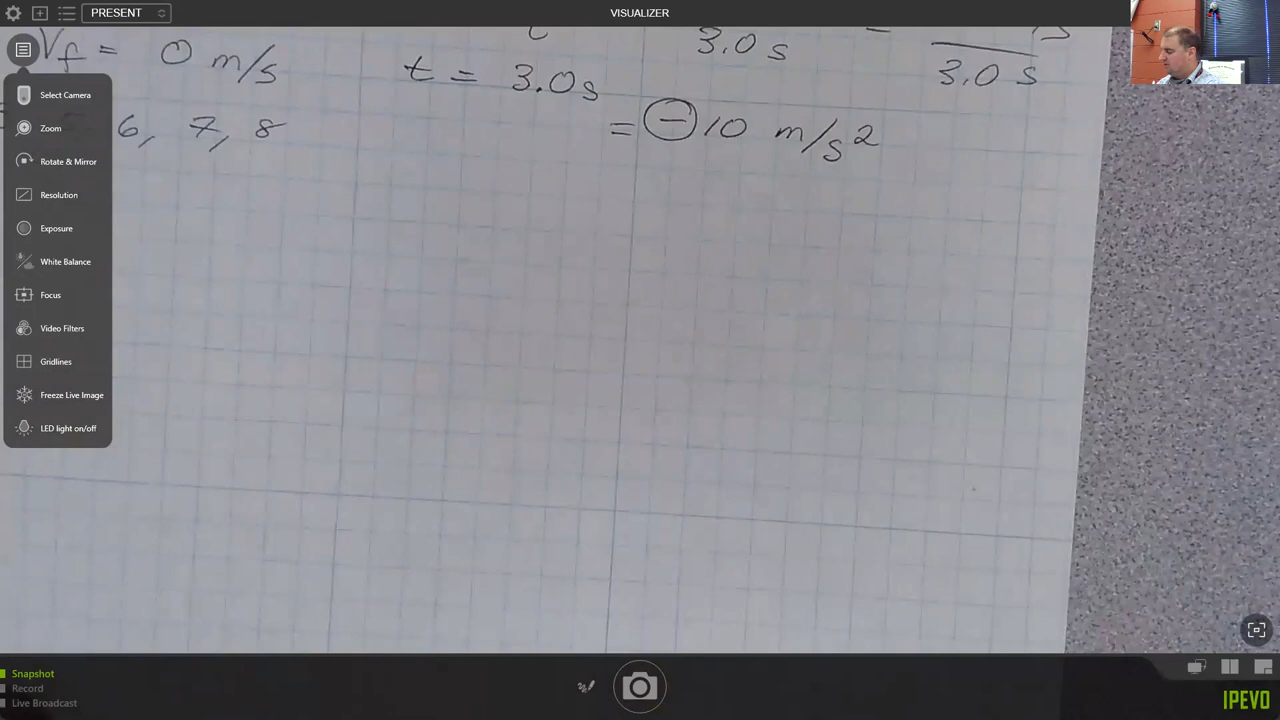 PRESENT
VISUALIZER
Vf = 0 m/s
t = 3.0s
3.0 s
=
3.0 s
6, 7, 8
= -10 m/s²
Select Camera
Zoom
Rotate & Mirror
Resolution
Exposure
White Balance
Focus
Video Filters
Gridlines
Freeze Live Image
LED light on/off
Snapshot
Record
Live Broadcast
IPEVO